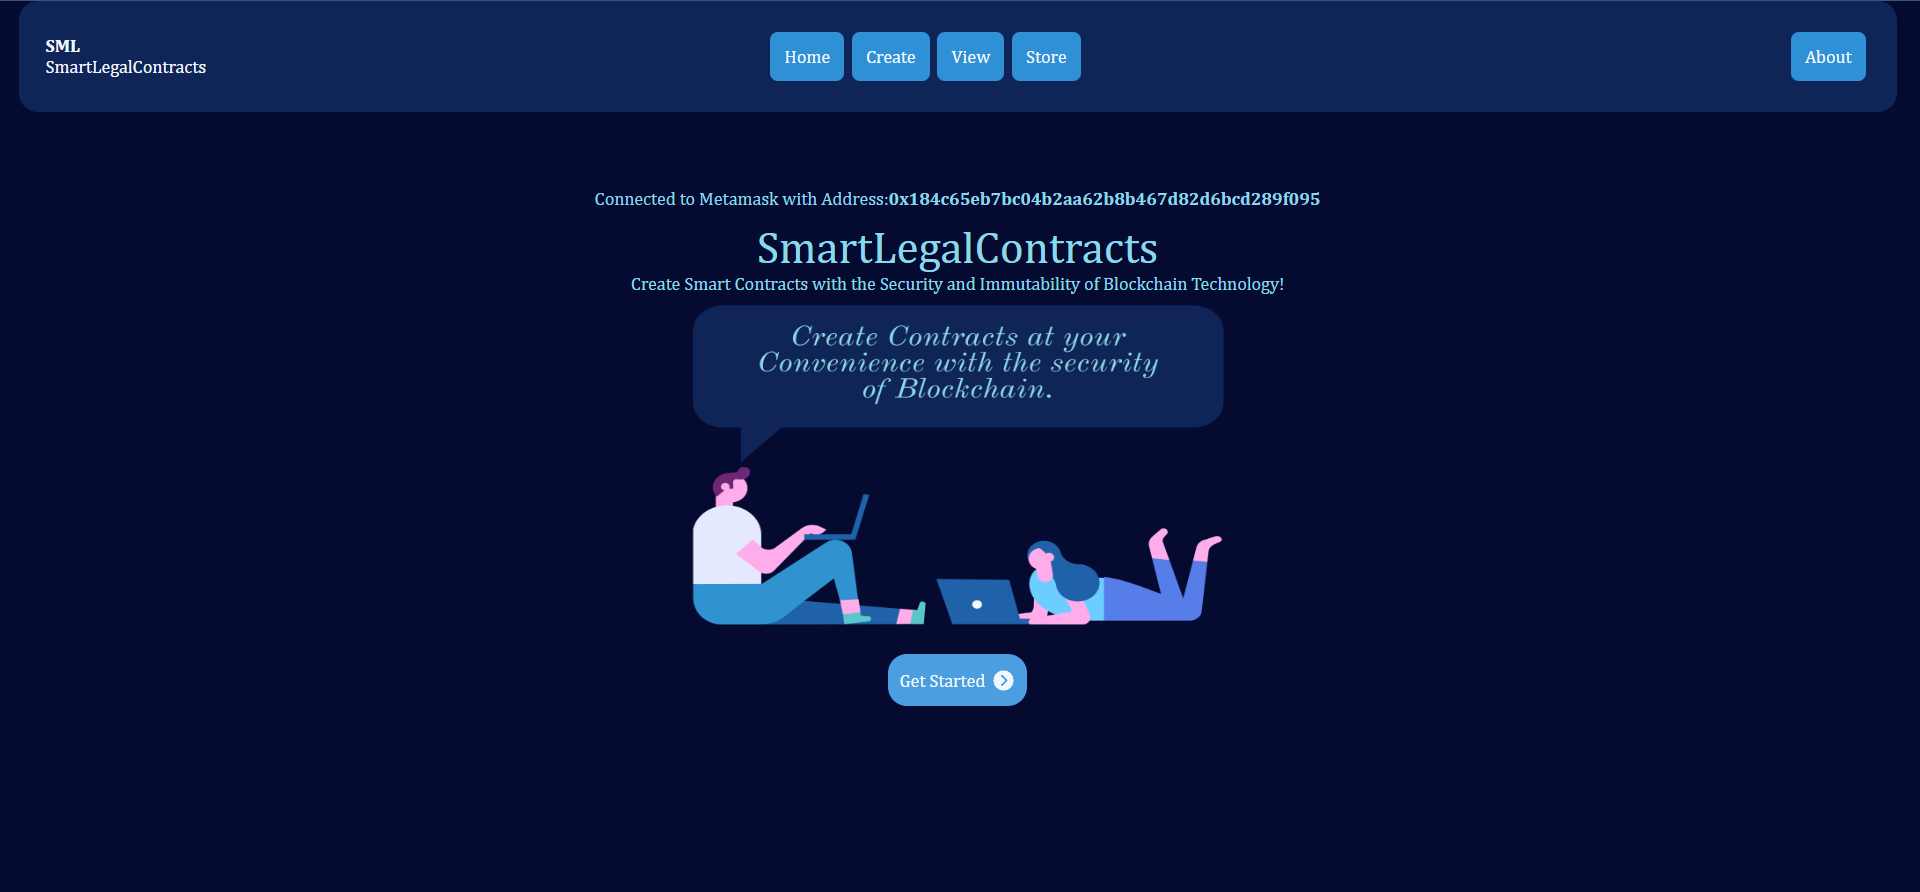 SML
SmartLegalContracts
Home
Create
View
Store
About
Connected to Metamask with Address:0x184c65eb7bc04b2aa62b8b467d82d6bcd289f095
SmartLegalContracts
Create Smart Contracts with the Security and Immutability of Blockchain Technology!
Create Contracts at your
Convenience with the security
of Blockchain.
Get Started